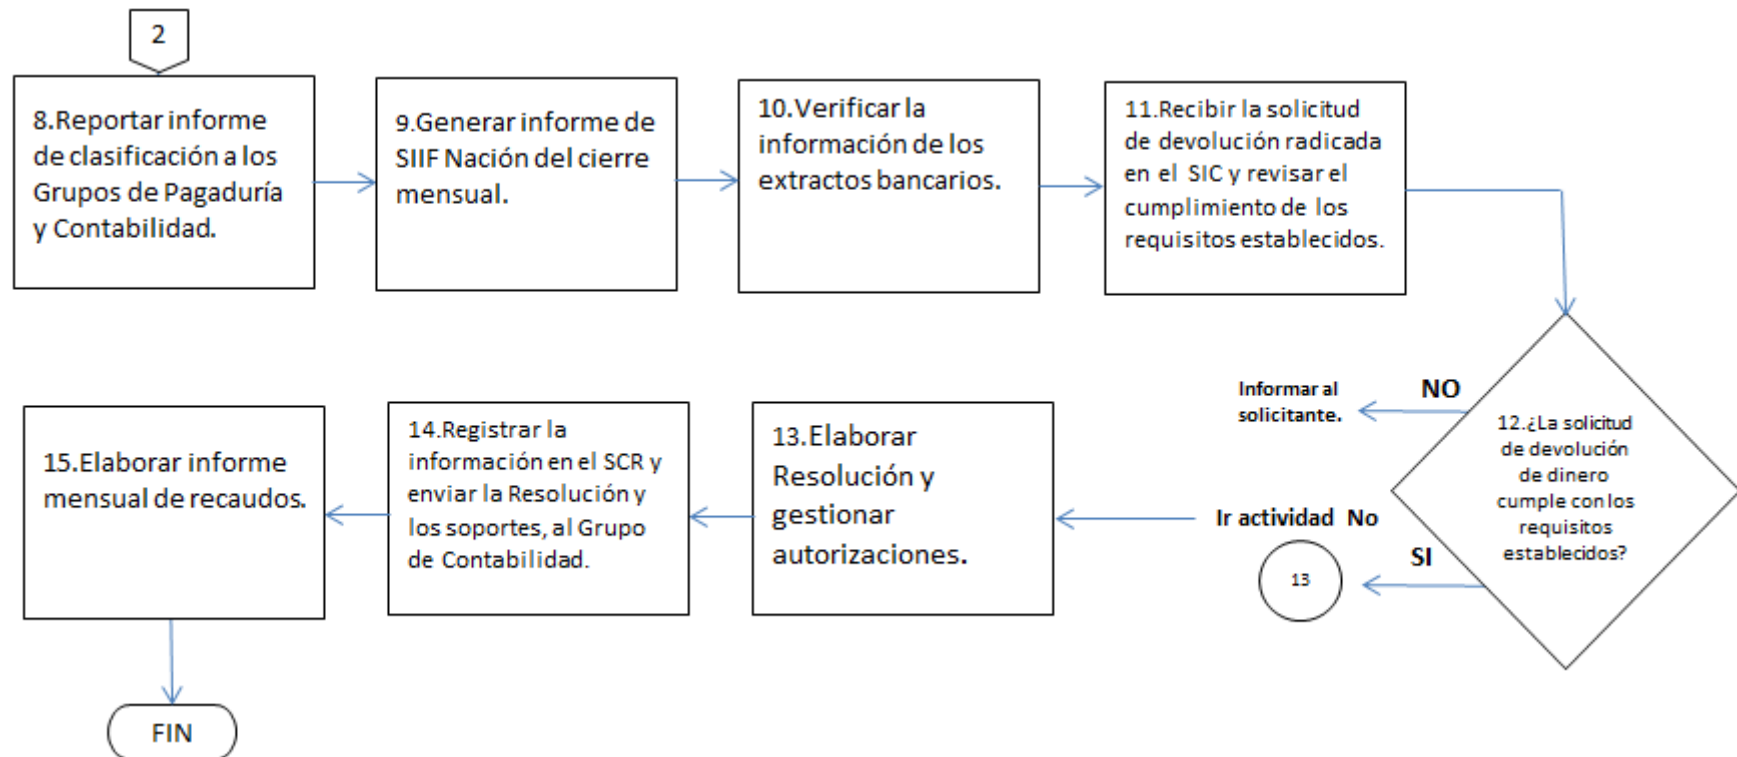 2
8.Reportar informe
de clasificación a los
Grupos de Pagaduría
y Contabilidad.
9.Generar informe de
SIIF Nación del cierre
mensual.
10.Verificar la
información de los
extractos bancarios.
11.Recibir la solicitud
de devolución radicada
en el SIC y revisar el
cumplimiento de los
requisitos establecidos.
12.¿La solicitud
de devolución
de dinero
cumple con los
requisitos
establecidos?
NO
Informar al
solicitante.
SI
Ir actividad No
13
13.Elaborar
Resolución y
gestionar
autorizaciones.
14.Registrar la
información en el SCR y
enviar la Resolución y
los soportes, al Grupo
de Contabilidad.
15.Elaborar informe
mensual de recaudos.
FIN